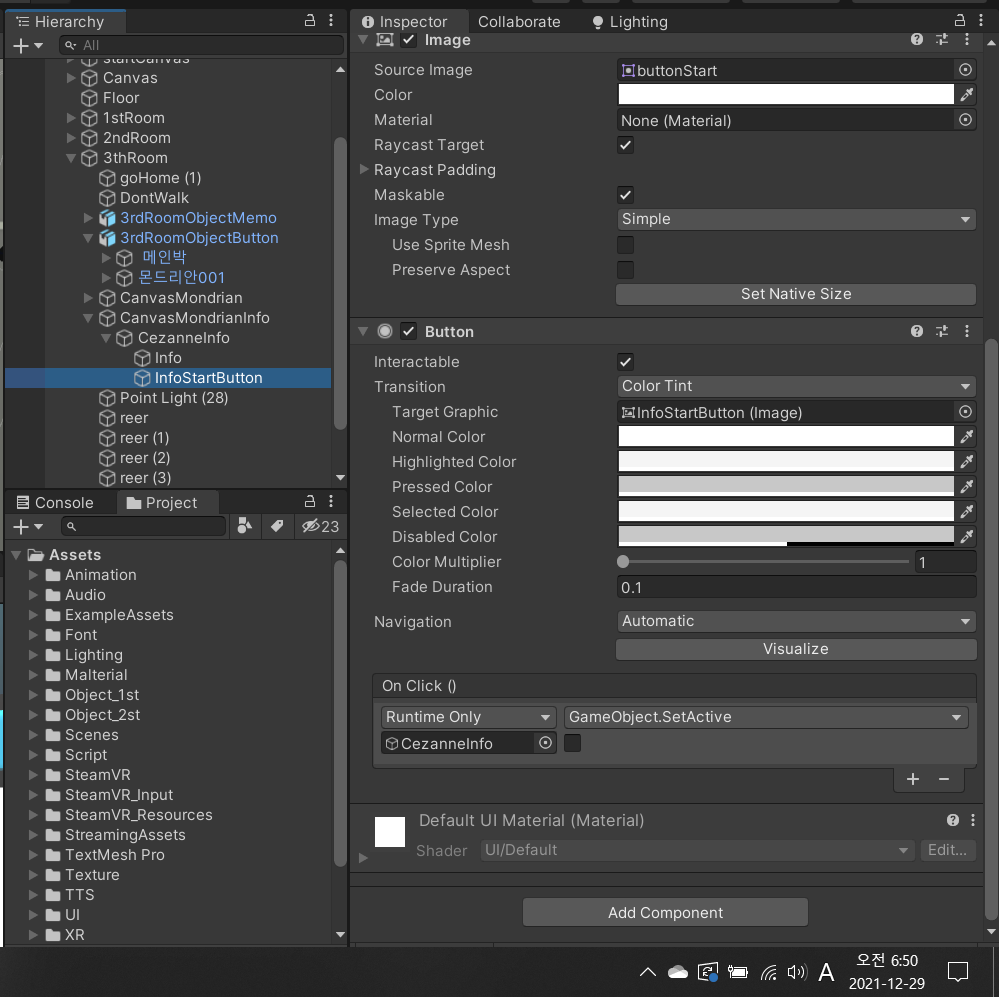 Hierarchy
All
startCanvas
Canvas
Floor
1stRoom
2ndRoom
3thRoom
goHome (1)
DontWalk
3rdRoomObjectMemo
3rdRoomObjectButton
메인박
몬드리안001
CanvasMondrian
CanvasMondrianInfo
CezanneInfo
Info
InfoStartButton
Point Light (28)
reer
reer (1)
reer (2)
reer (3)
Console Project
23
Assets
Animation
Audio
ExampleAssets
Font
Lighting
Malterial
Object_1st
Object_2st
Scenes
Script
SteamVR
SteamVR_Input
SteamVR_Resources
StreamingAssets
TextMesh Pro
Texture
TTS
UI
XR
Inspector Collaborate Lighting
Image
Source Image buttonStart
Color
Material None (Material)
Raycast Target
Raycast Padding
Maskable
Image Type Simple
Use Sprite Mesh
Preserve Aspect
Set Native Size
Button
Interactable
Transition Color Tint
Target Graphic InfoStartButton (Image)
Normal Color
Highlighted Color
Pressed Color
Selected Color
Disabled Color
Color Multiplier 1
Fade Duration 0.1
Navigation Automatic
Visualize
On Click ()
Runtime Only GameObject.SetActive
CezanneInfo
Default UI Material (Material)
Shader UI/Default Edit...
Add Component
A 오전 6:50
2021-12-29